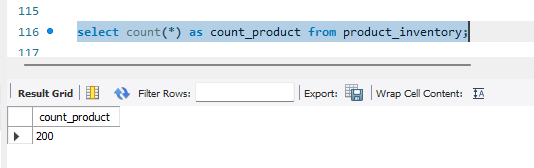 115
116 select count(*) as count_product from product_inventory;
117
Result Grid Filter Rows: Export: Wrap Cell Content: IA
count_product
200